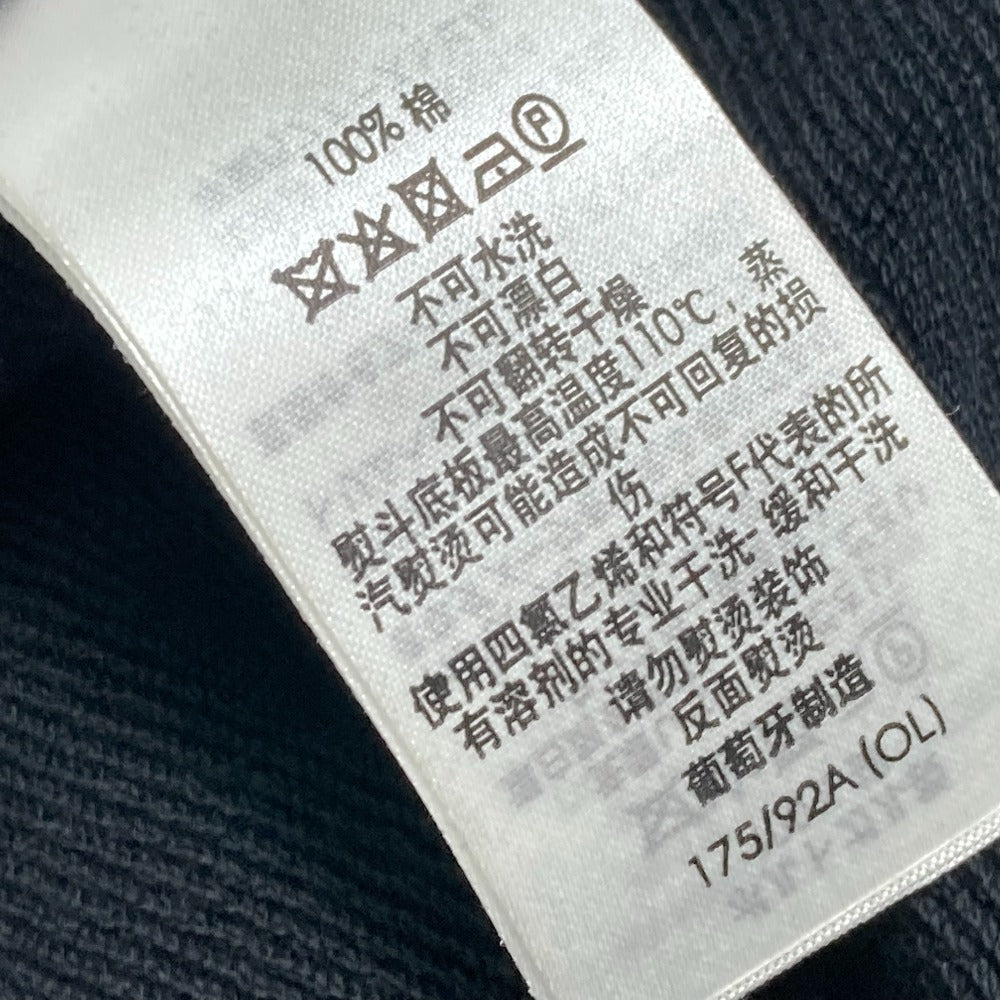 100% 棉
P
不可水洗
不可漂白
不可翻转干燥
熨斗底板最高温度110℃，蒸
汽熨烫可能造成不可回复的损
伤
使用四氯乙烯和符号F代表的所
有溶剂的专业干洗- 缓和干洗
请勿熨烫装饰
反面熨烫
葡萄牙制造
175/92A (OL)